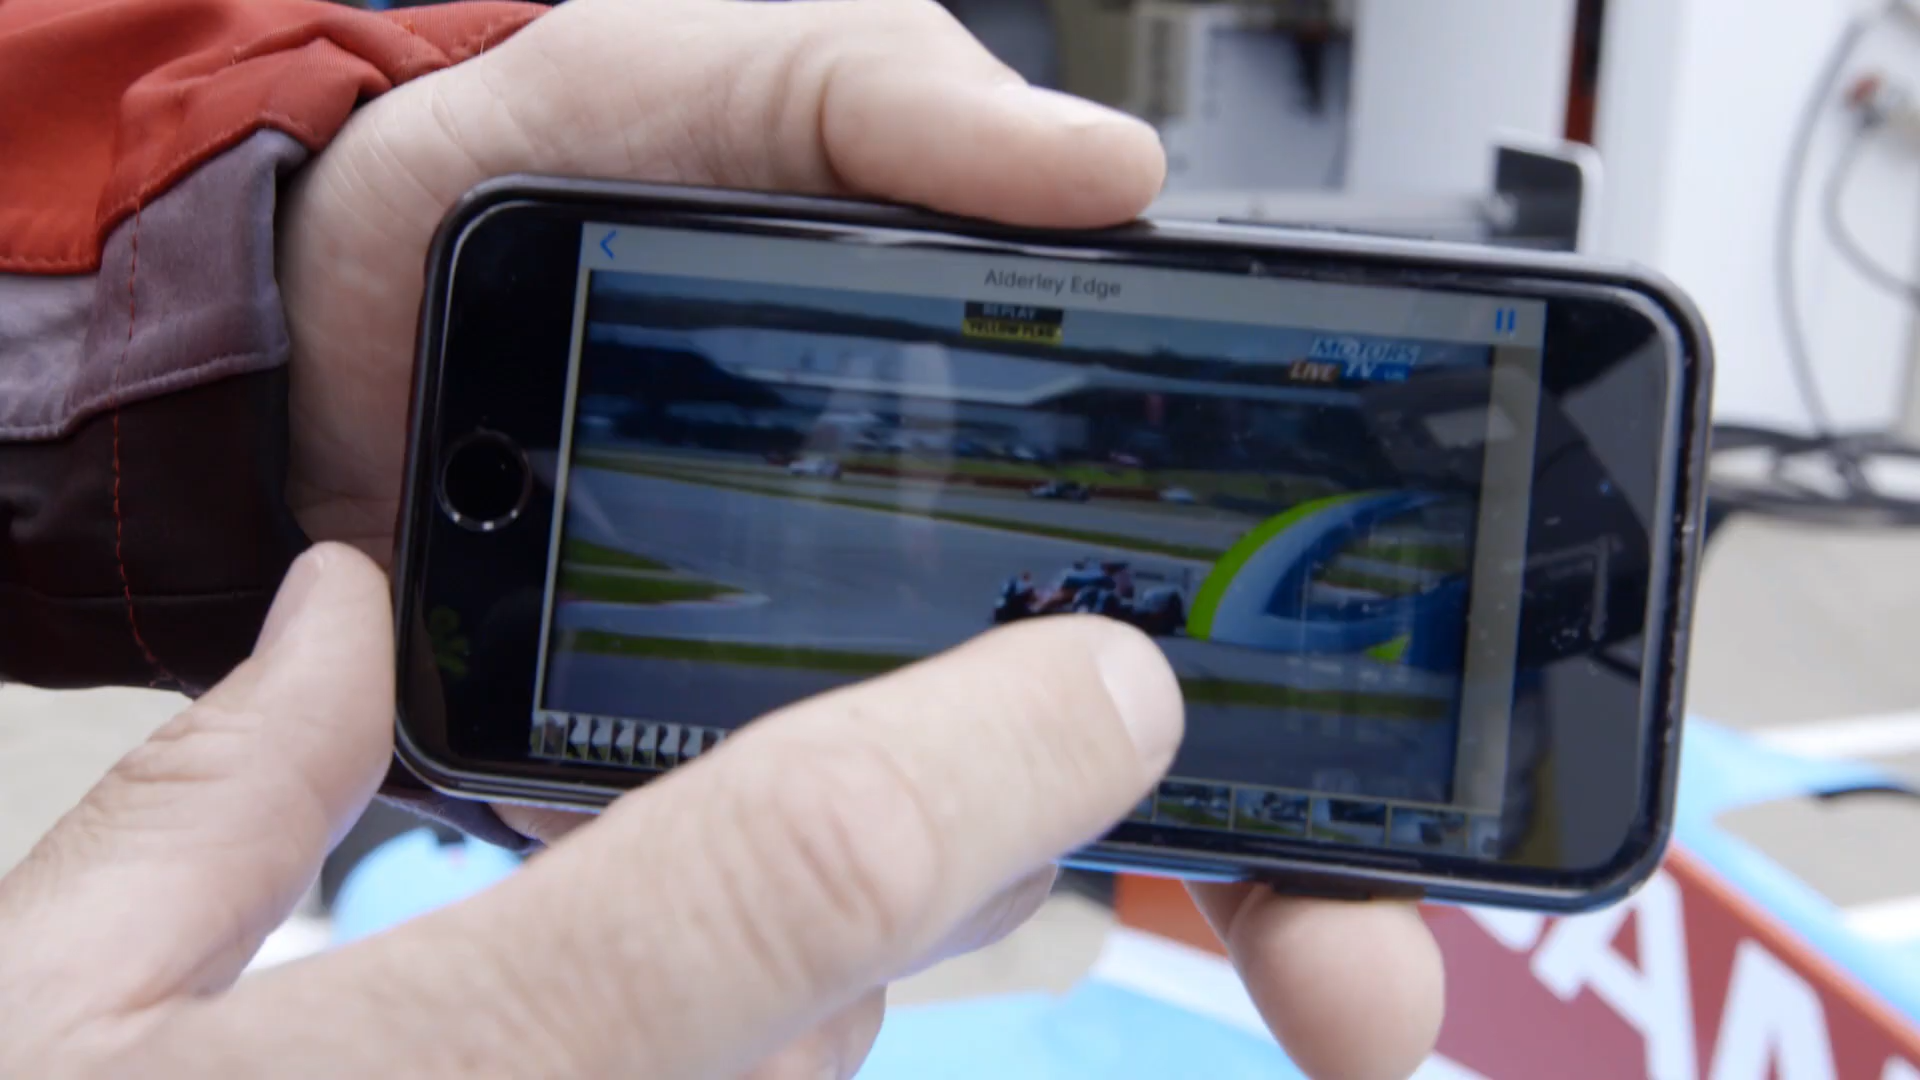 Alderley Edge
REPLAY
YELLOW FLAG
MOTORS
LIVE TV